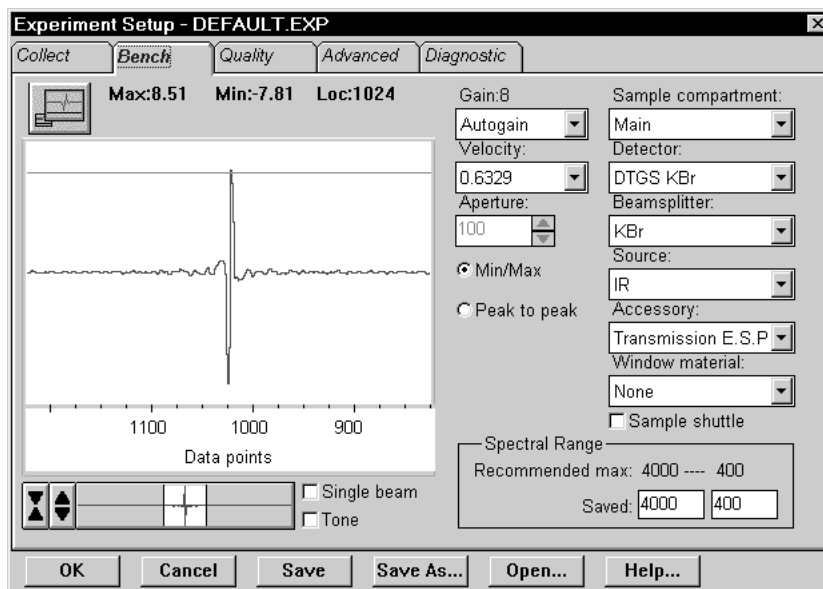 Experiment Setup - DEFAULT.EXP
Collect
Bench
Quality
Advanced
Diagnostic
Max:8.51 Min:-7.81 Loc:1024
1100 1000 900
Data points
Single beam
Tone
Gain:8
Autogain
Velocity:
0.6329
Aperture:
100
Min/Max
Peak to peak
Sample compartment:
Main
Detector:
DTGS KBr
Beamsplitter:
KBr
Source:
IR
Accessory:
Transmission E.S.P
Window material:
None
Sample shuttle
Spectral Range
Recommended max: 4000 ---- 400
Saved: 4000 400
OK
Cancel
Save
Save As...
Open...
Help...